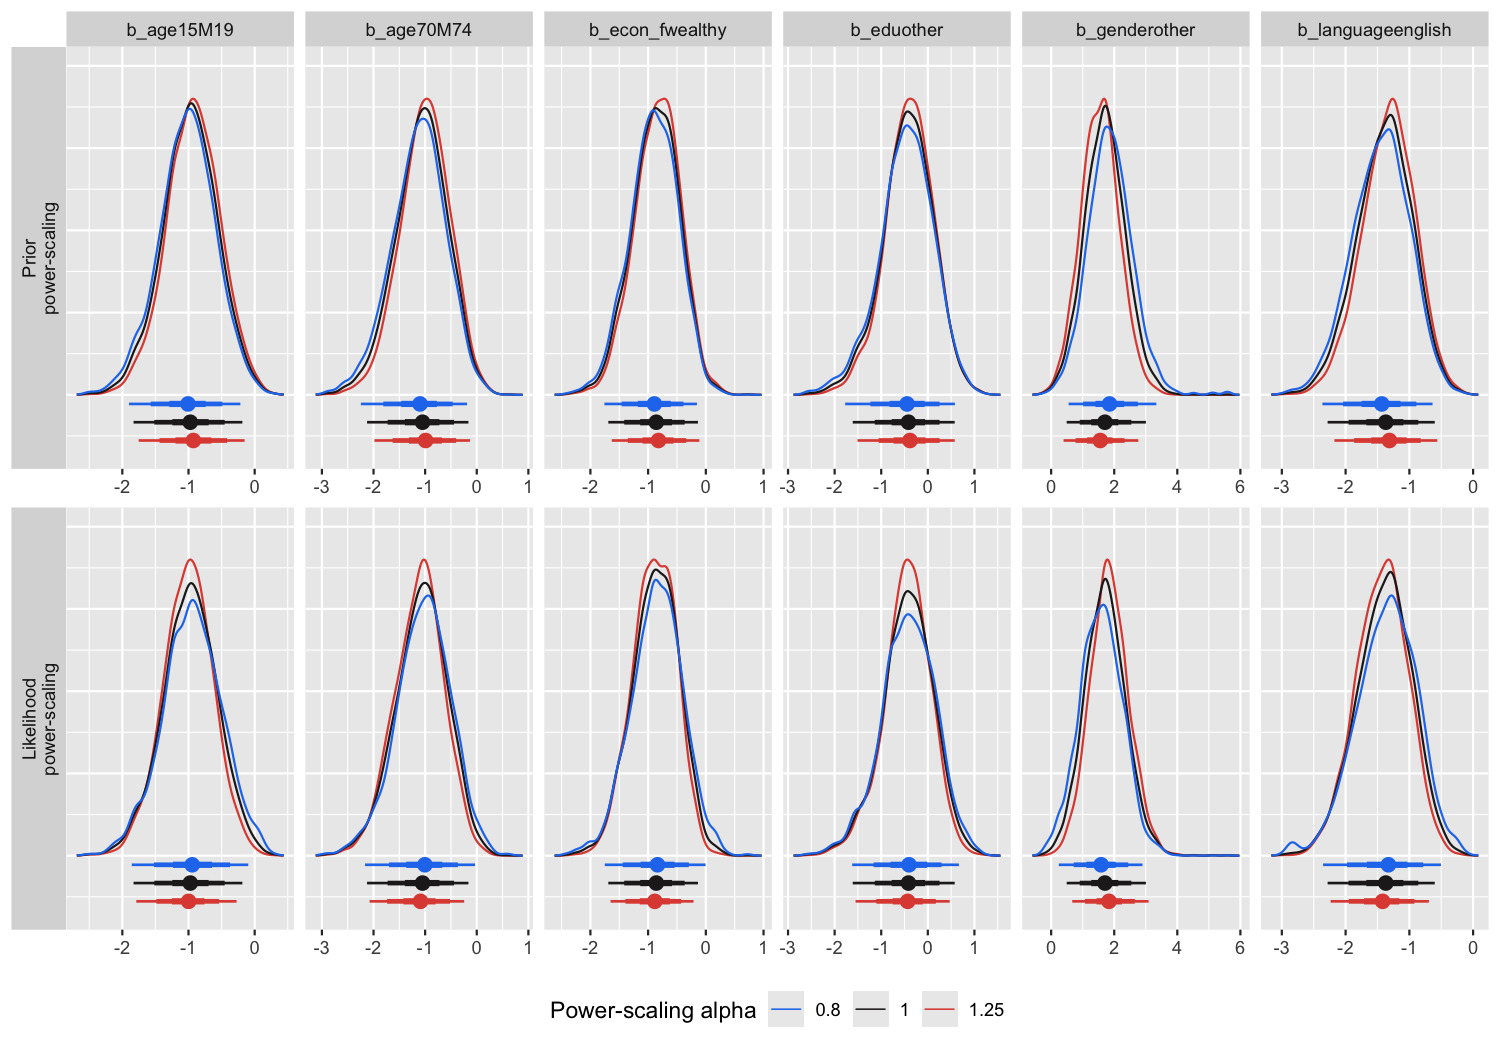 b_age15M19 b_age70M74 b_econ_fwealthy b_eduother b_genderother b_languageenglish
Prior
power-scaling
-2 -1 0 -3 -2 -1 0 1 -2 -1 0 1 -3 -2 -1 0 1 0 2 4 6 -3 -2 -1 0
Likelihood
power-scaling
-2 -1 0 -3 -2 -1 0 1 -2 -1 0 1 -3 -2 -1 0 1 0 2 4 6 -3 -2 -1 0
Power-scaling alpha 0.8 1 1.25